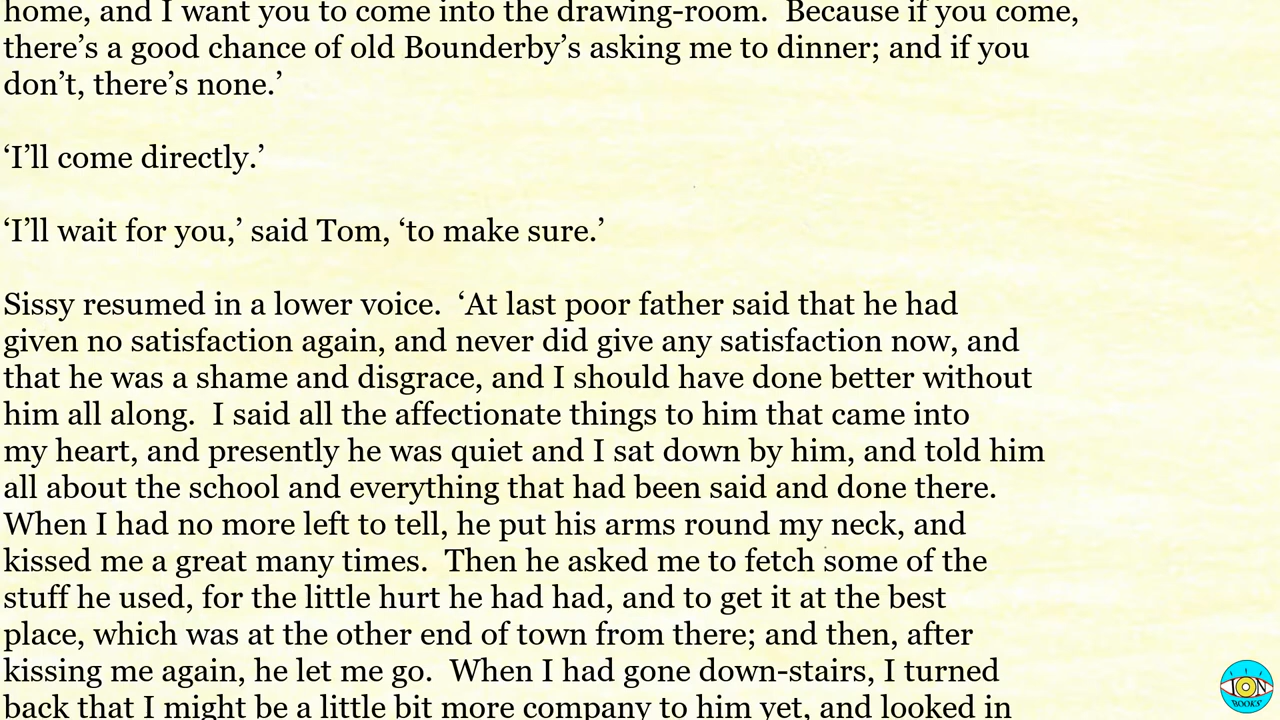 home, and I want you to come into the drawing-room.  Because if you come,
there’s a good chance of old Bounderby’s asking me to dinner; and if you
don’t, there’s none.’
‘I’ll come directly.’
‘I’ll wait for you,’ said Tom, ‘to make sure.’
Sissy resumed in a lower voice.  ‘At last poor father said that he had
given no satisfaction again, and never did give any satisfaction now, and
that he was a shame and disgrace, and I should have done better without
him all along.  I said all the affectionate things to him that came into
my heart, and presently he was quiet and I sat down by him, and told him
all about the school and everything that had been said and done there.
When I had no more left to tell, he put his arms round my neck, and
kissed me a great many times.  Then he asked me to fetch some of the
stuff he used, for the little hurt he had had, and to get it at the best
place, which was at the other end of town from there; and then, after
kissing me again, he let me go.  When I had gone down-stairs, I turned
back that I might be a little bit more company to him yet, and looked in
ION
BOOKS